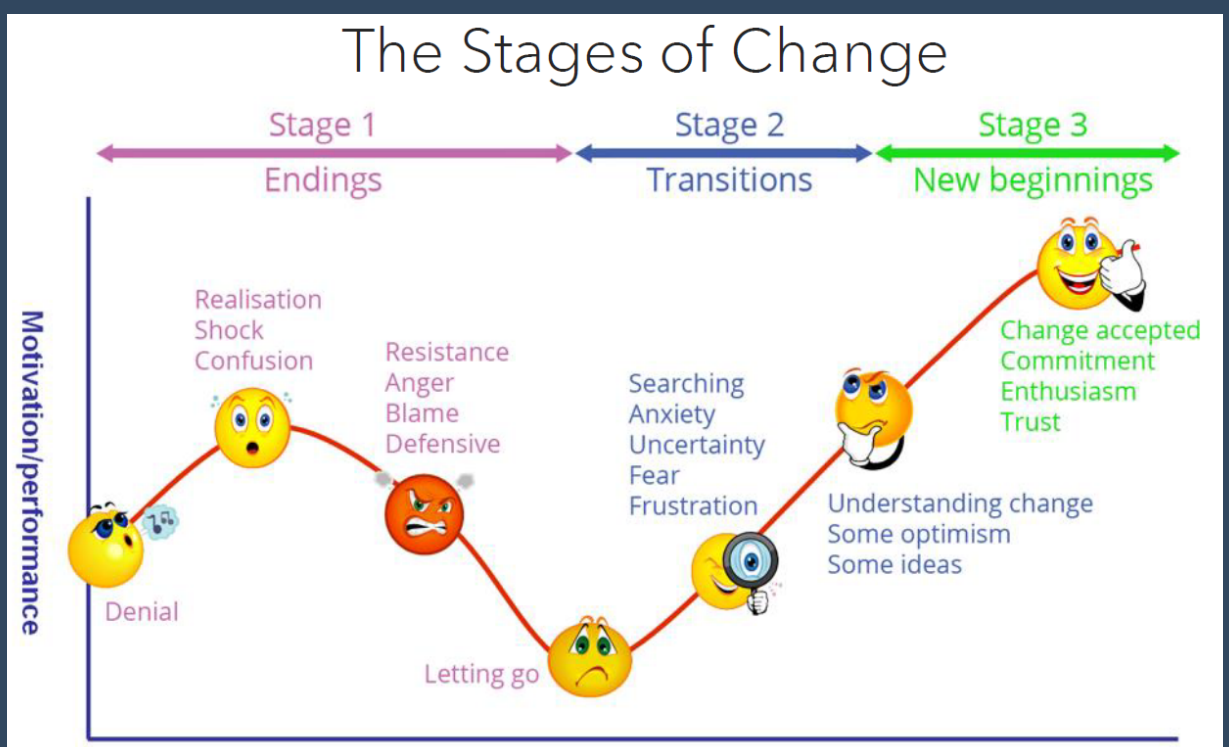 The Stages of Change
Stage 1
Endings
Stage 2
Transitions
Stage 3
New beginnings
Motivation/performance
Denial
Realisation
Shock
Confusion
Resistance
Anger
Blame
Defensive
Letting go
Searching
Anxiety
Uncertainty
Fear
Frustration
Understanding change
Some optimism
Some ideas
Change accepted
Commitment
Enthusiasm
Trust